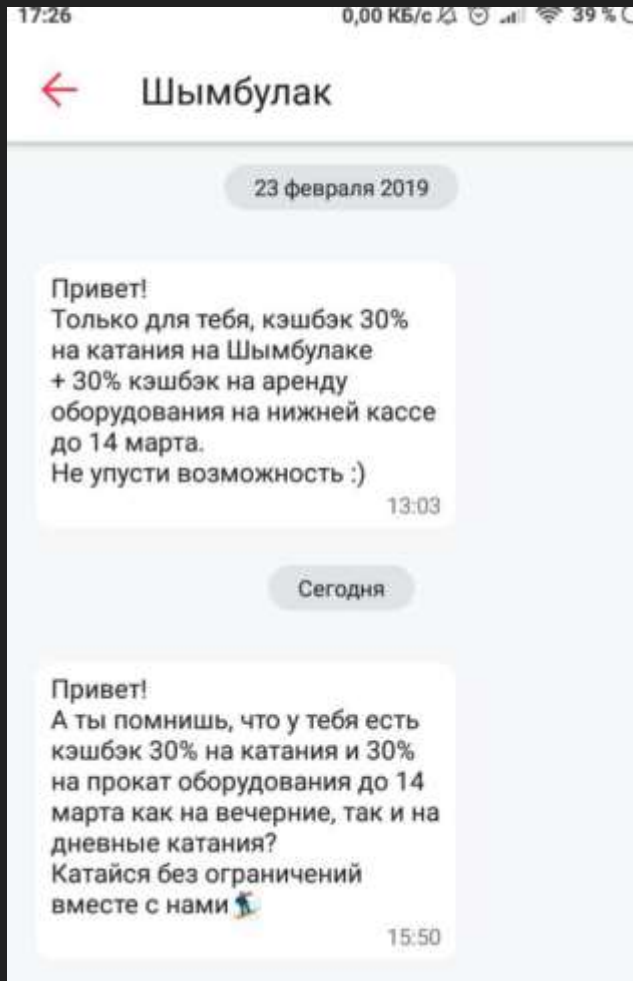 17:26 0,00 КБ/с 39 %
Шымбулак
23 февраля 2019
Привет!
Только для тебя, кэшбэк 30%
на катания на Шымбулаке
+ 30% кэшбэк на аренду
оборудования на нижней кассе
до 14 марта.
Не упусти возможность :)
13:03
Сегодня
Привет!
А ты помнишь, что у тебя есть
кэшбэк 30% на катания и 30%
на прокат оборудования до 14
марта как на вечерние, так и на
дневные катания?
Катайся без ограничений
вместе с нами🏂
15:50